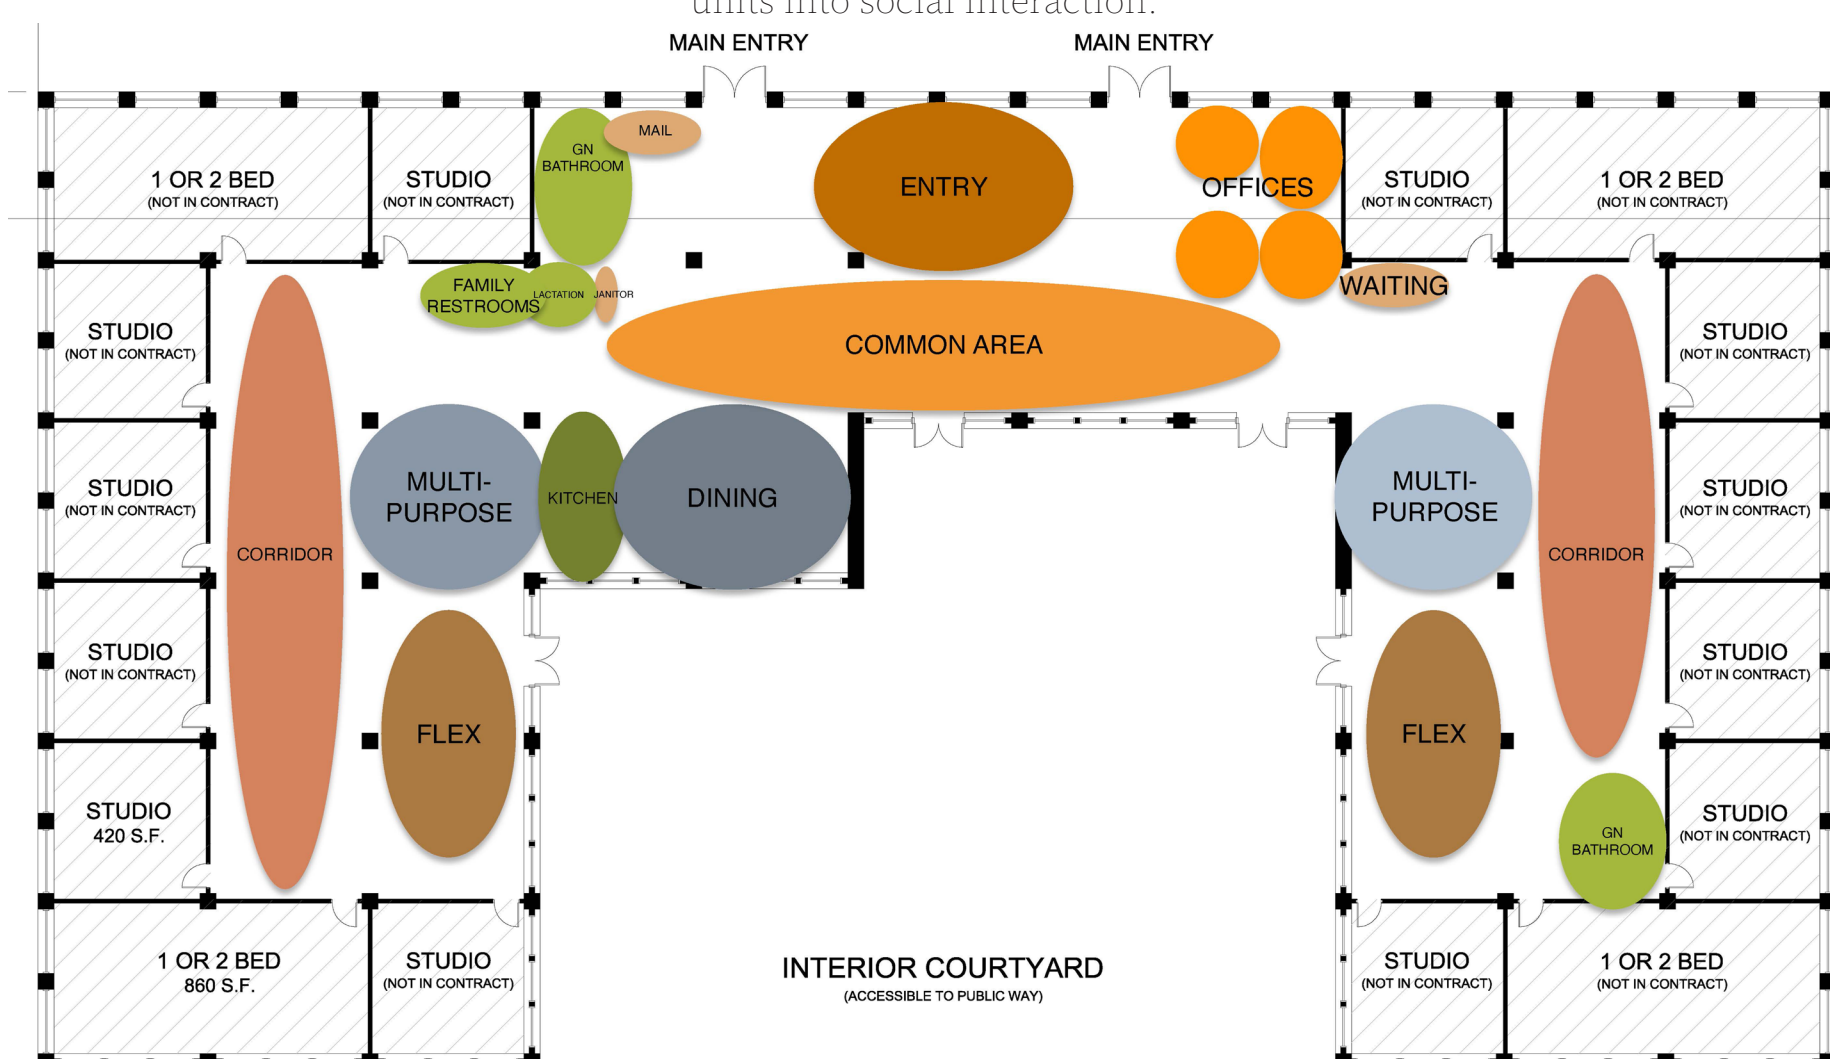 units into social interaction.
MAIN ENTRY
MAIN ENTRY
1 OR 2 BED
(NOT IN CONTRACT)
STUDIO
(NOT IN CONTRACT)
GN
BATHROOM
MAIL
ENTRY
OFFICES
STUDIO
(NOT IN CONTRACT)
1 OR 2 BED
(NOT IN CONTRACT)
FAMILY
RESTROOMS
LACTATION
JANITOR
WAITING
STUDIO
(NOT IN CONTRACT)
COMMON AREA
STUDIO
(NOT IN CONTRACT)
STUDIO
(NOT IN CONTRACT)
MULTI-
PURPOSE
KITCHEN
DINING
MULTI-
PURPOSE
STUDIO
(NOT IN CONTRACT)
CORRIDOR
CORRIDOR
STUDIO
(NOT IN CONTRACT)
STUDIO
(NOT IN CONTRACT)
FLEX
FLEX
STUDIO
420 S.F.
GN
BATHROOM
STUDIO
(NOT IN CONTRACT)
1 OR 2 BED
860 S.F.
STUDIO
(NOT IN CONTRACT)
INTERIOR COURTYARD
(ACCESSIBLE TO PUBLIC WAY)
STUDIO
(NOT IN CONTRACT)
1 OR 2 BED
(NOT IN CONTRACT)